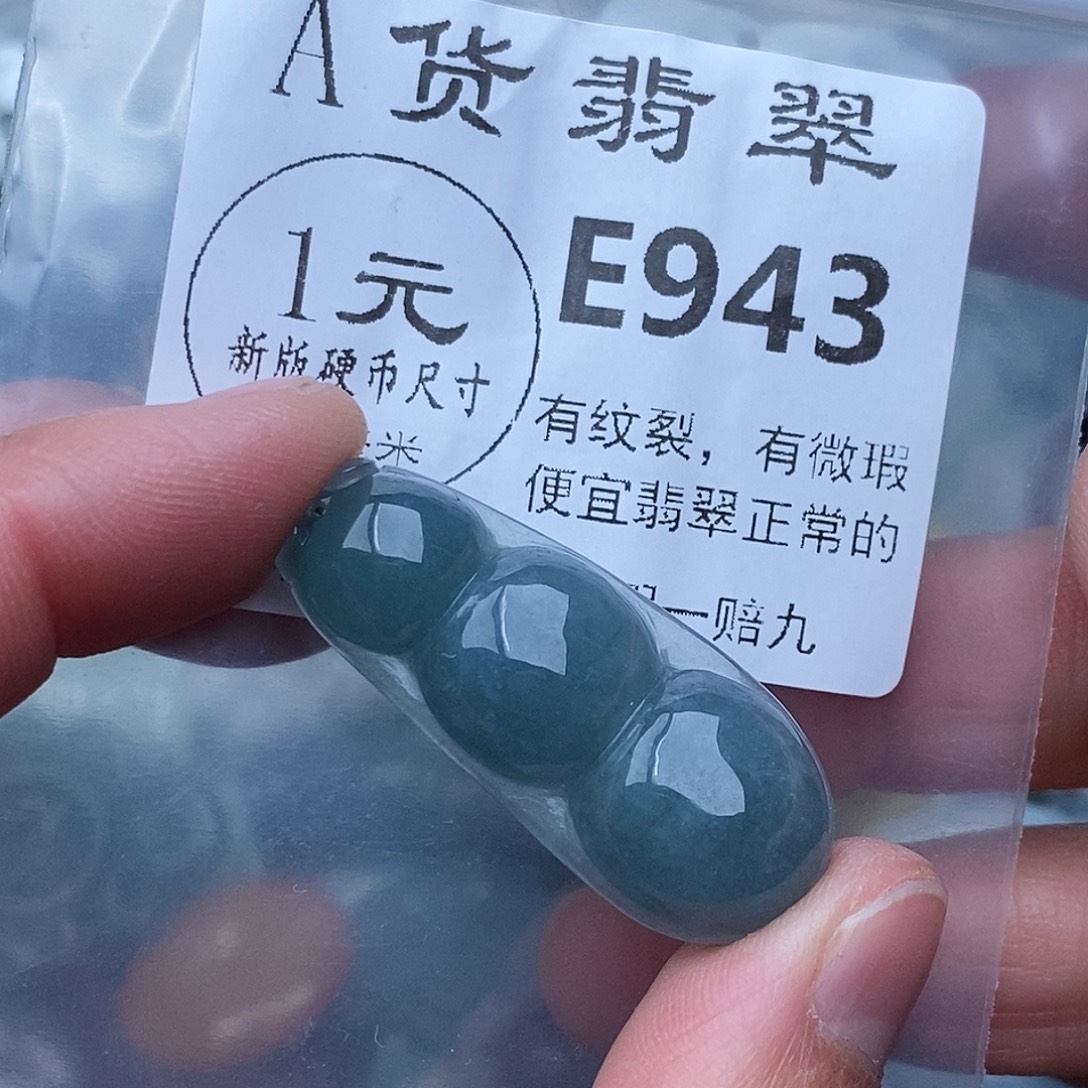 A货翡翠
1元
新版硬币尺寸
米
E943
有纹裂，有微瑕
便宜翡翠正常的
一赔九